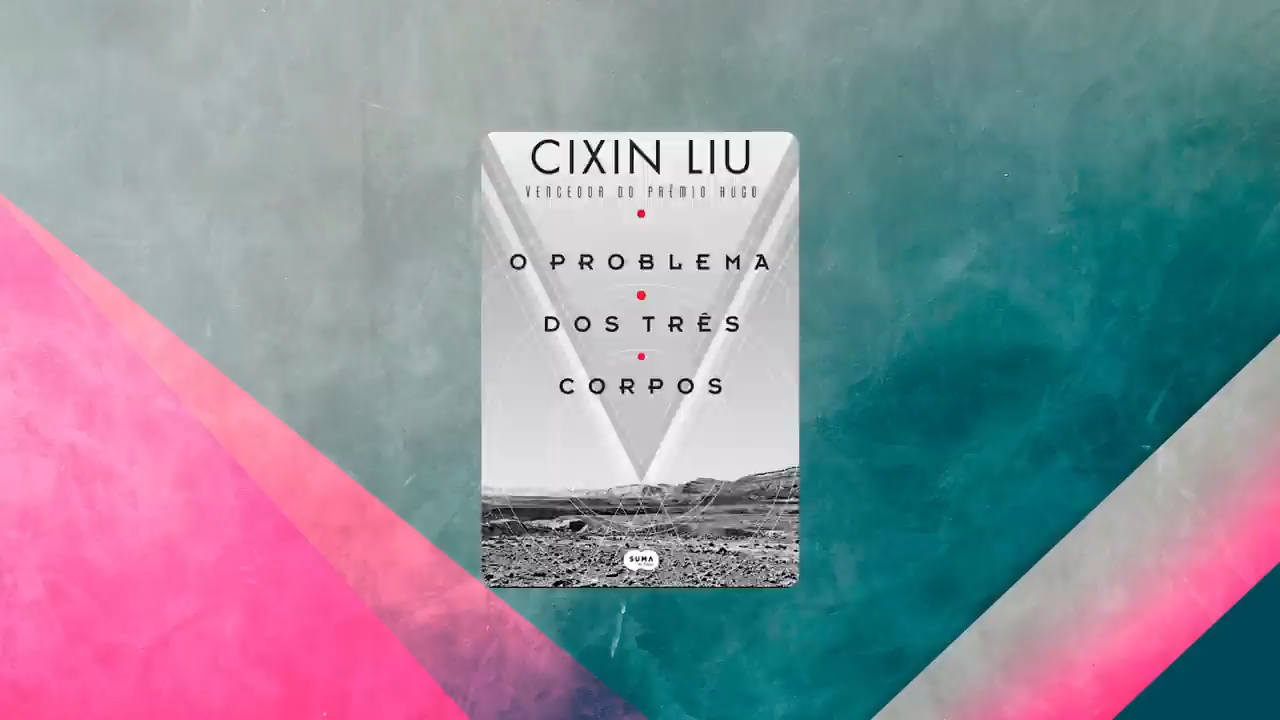 CIXIN LIU
VENCEDOR DO PRÊMIO HUGO
O PROBLEMA
DOS TRÊS
CORPOS
SUMA